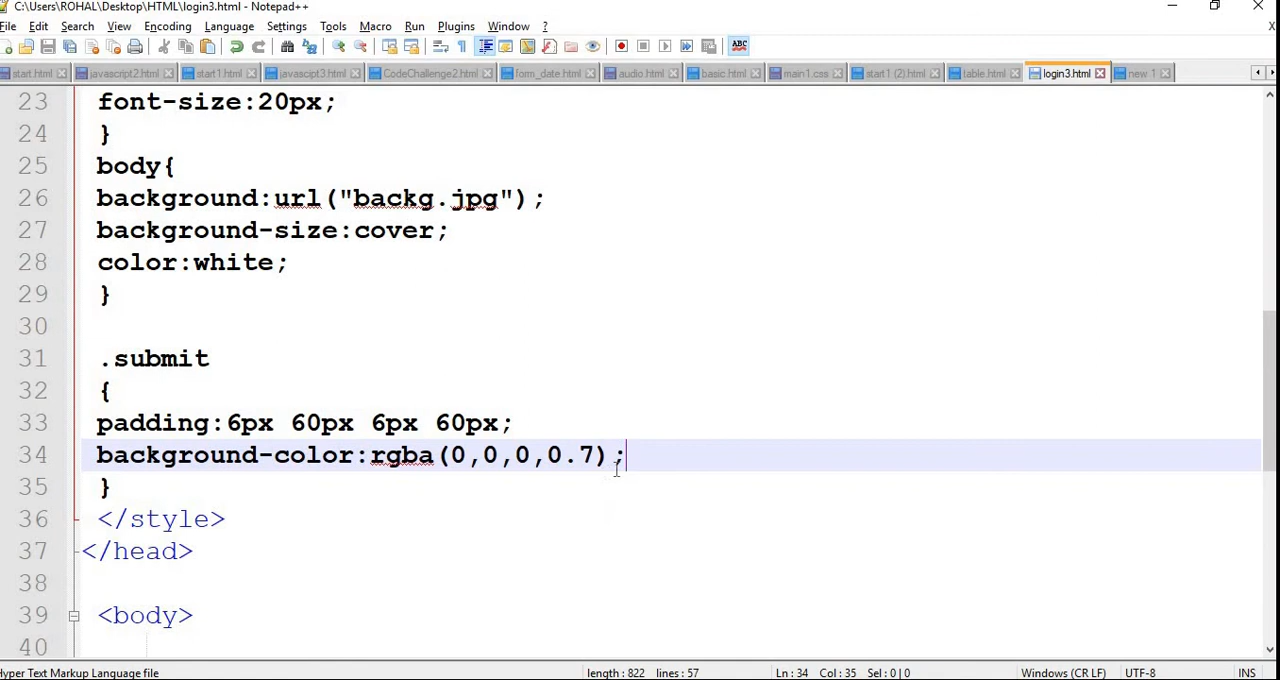 C:\Users\ROHAL\Desktop\HTML\login3.html - Notepad++
File Edit Search View Encoding Language Settings Tools Macro Run Plugins Window ? X
start.html javascript2.html start1.html javascipt3.html CodeChallenge2.html form_date.html audio.html basic.html main1.css start1 (2).html table.html login3.html new 1
23 font-size:20px;
24 }
25 body{
26 background:url("backg.jpg");
27 background-size:cover;
28 color:white;
29 }
30
31 .submit
32 {
33 padding:6px 60px 6px 60px;
34 background-color:rgba(0,0,0,0.7);
35 }
36 </style>
37 </head>
38
39 <body>
40
Hyper Text Markup Language file length : 822 lines : 57 Ln : 34 Col : 35 Sel : 0 | 0 Windows (CR LF) UTF-8 INS